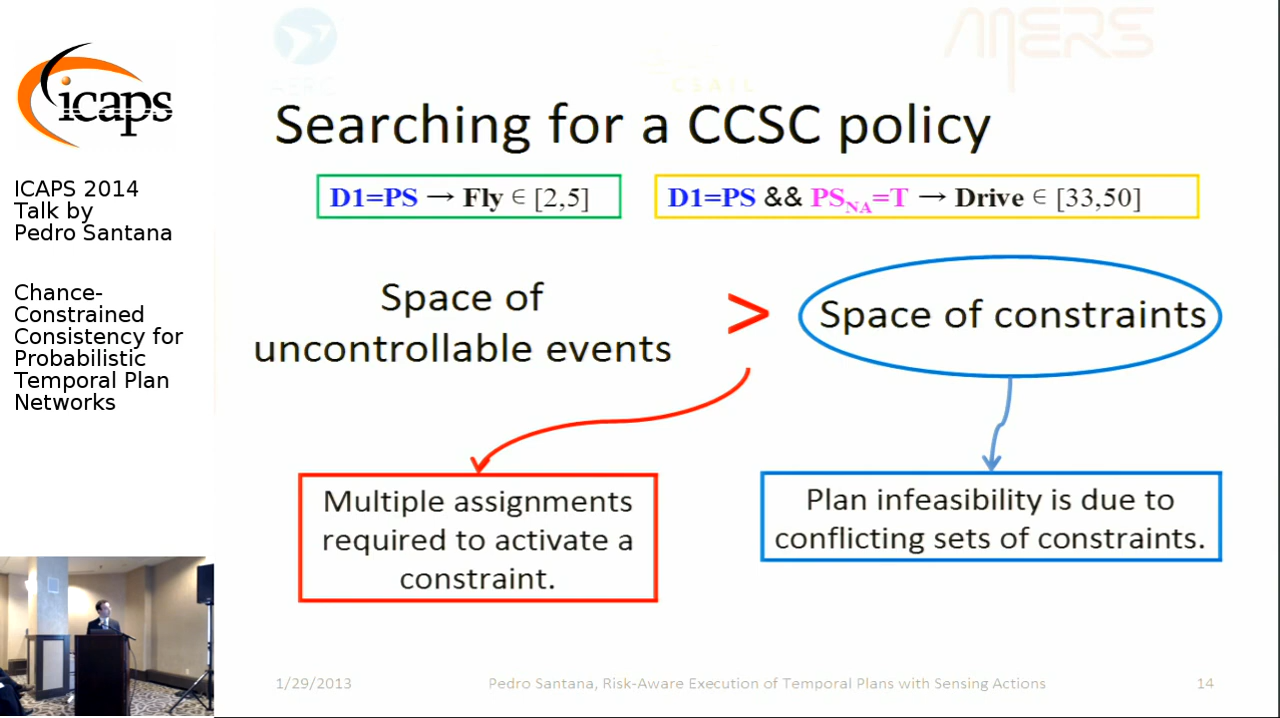 icaps
ICAPS 2014
Talk by
Pedro Santana
Chance-
Constrained
Consistency for
Probabilistic
Temporal Plan
Networks
MERS
CSAIL
Searching for a CCSC policy
D1=PS → Fly ∈ [2,5]
D1=PS && PS_NA=T → Drive ∈ [33,50]
Space of
uncontrollable events
>
Space of constraints
Multiple assignments
required to activate a
constraint.
Plan infeasibility is due to
conflicting sets of constraints.
1/29/2013
Pedro Santana, Risk-Aware Execution of Temporal Plans with Sensing Actions
14